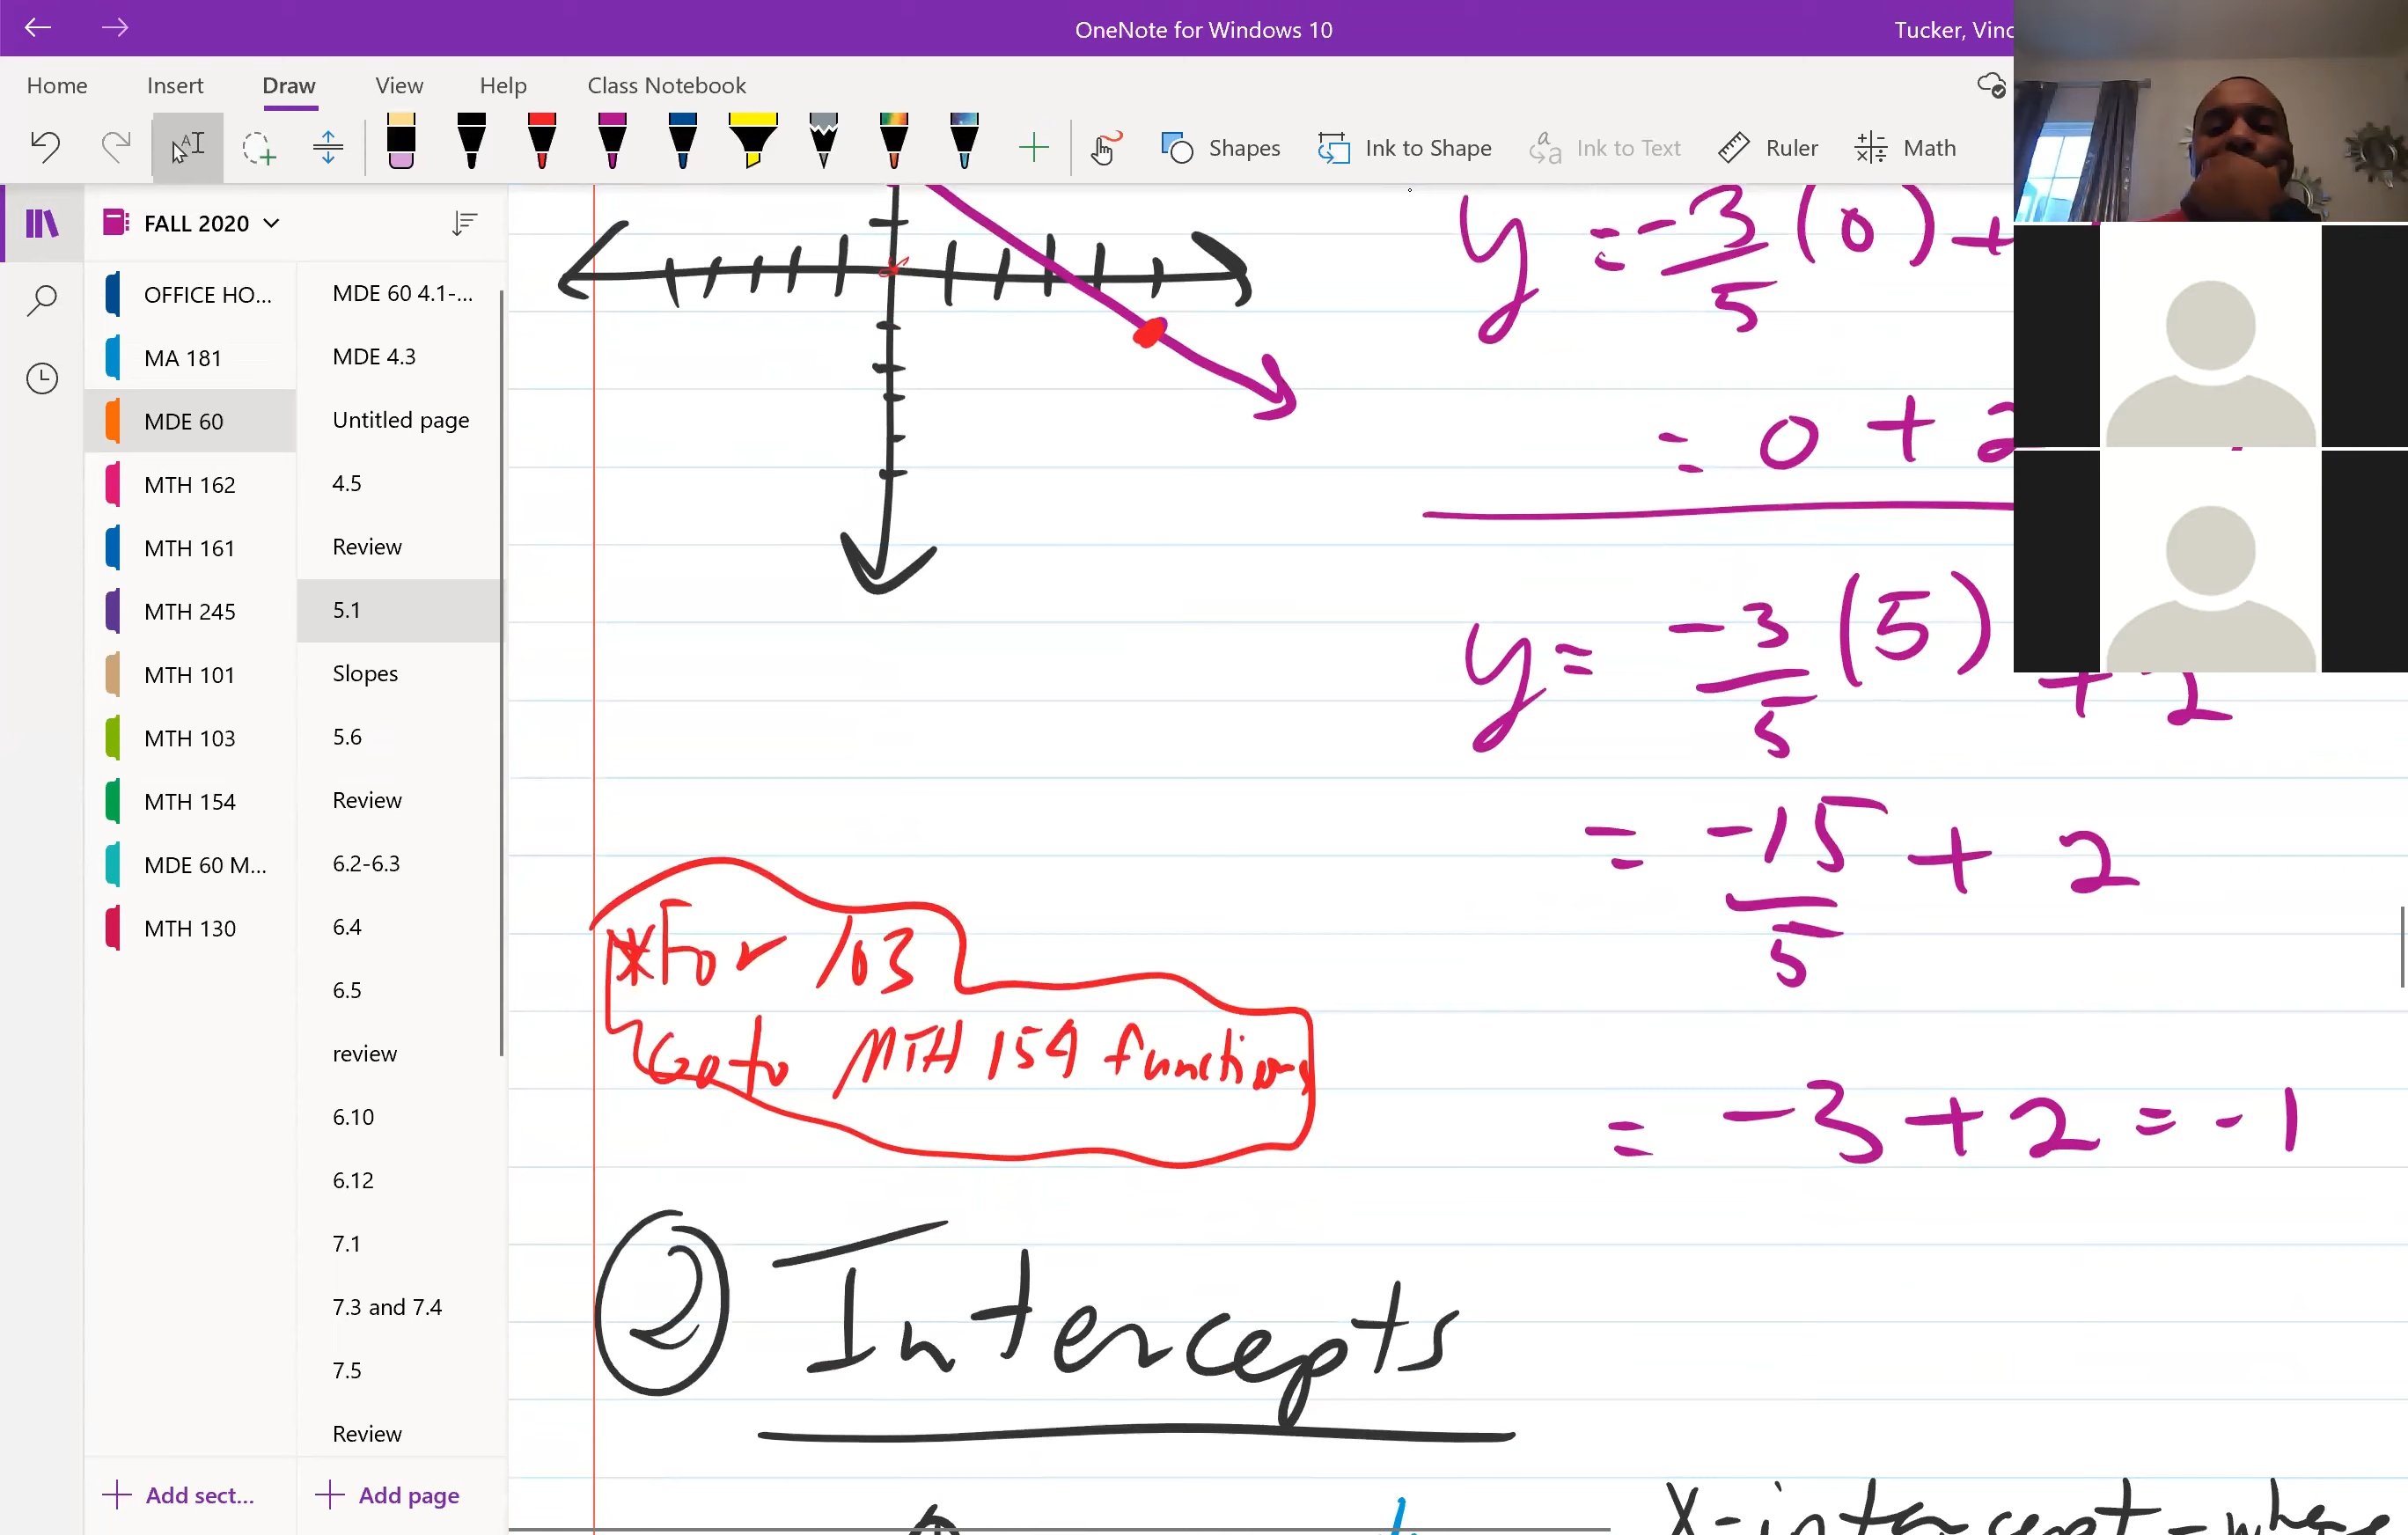 OneNote for Windows 10
Tucker, Vinc
Home Insert Draw View Help Class Notebook
Shapes Ink to Shape Ink to Text Ruler Math
FALL 2020
OFFICE HO...
MA 181
MDE 60
MTH 162
MTH 161
MTH 245
MTH 101
MTH 103
MTH 154
MDE 60 M...
MTH 130
Add sect...
MDE 60 4.1-...
MDE 4.3
Untitled page
4.5
Review
5.1
Slopes
5.6
Review
6.2-6.3
6.4
6.5
review
6.10
6.12
7.1
7.3 and 7.4
7.5
Review
Add page
y = -3/5 (0) +
= 0 + 2
y = -3/5 (5) + 2
= -15/5 + 2
= -3 + 2 = -1
*For 103
Go to MTH 154 functions
② Intercepts
x-intercept - where